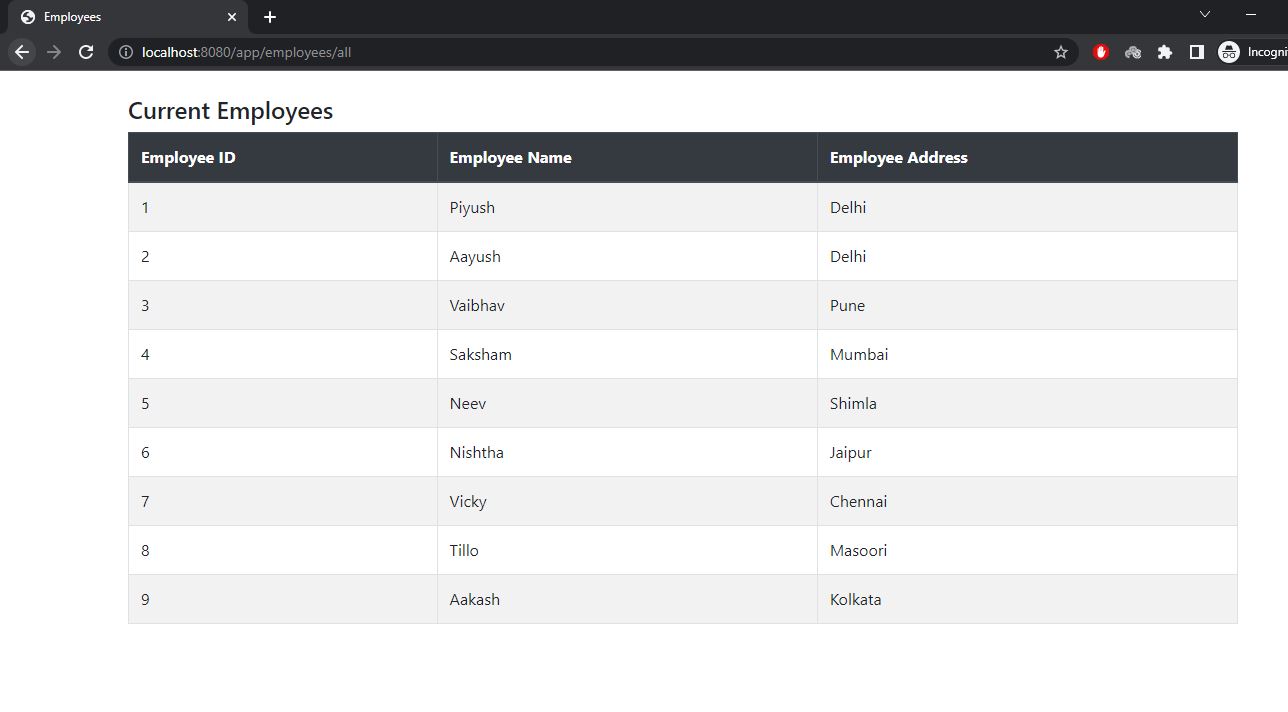 Employees
localhost:8080/app/employees/all
Current Employees
Employee ID Employee Name Employee Address
1 Piyush Delhi
2 Aayush Delhi
3 Vaibhav Pune
4 Saksham Mumbai
5 Neev Shimla
6 Nishtha Jaipur
7 Vicky Chennai
8 Tillo Masoori
9 Aakash Kolkata